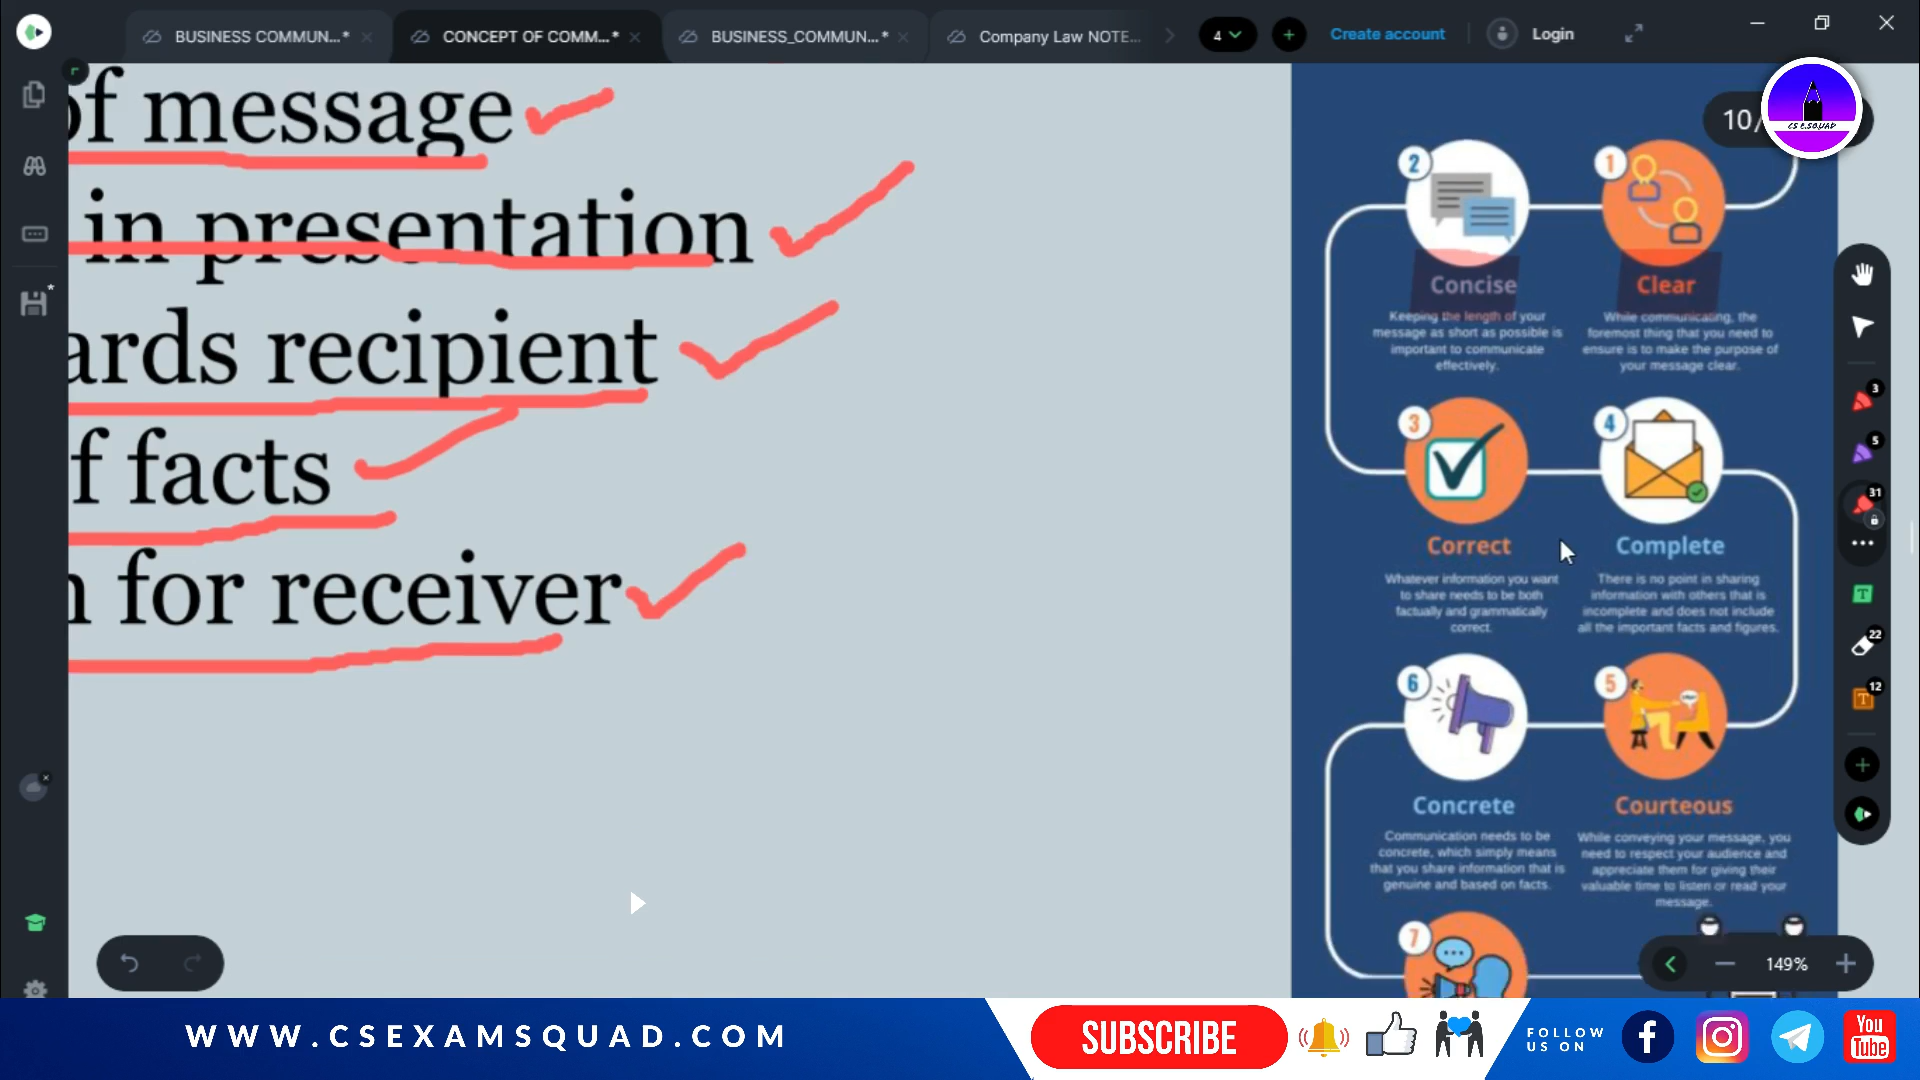 BUSINESS COMMUN...*
CONCEPT OF COMM...*
BUSINESS_COMMUN...*
Company Law NOTE...
4
Create account
Login
of message
in presentation
ards recipient
f facts
for receiver
10/
CS E.SQUAD
2
1
Concise
Clear
Keeping the length of your
message as short as possible is
important to communicate
effectively.
While communicating, the
foremost thing that you need to
ensure is to make the purpose of
your message clear.
3
4
Correct
Complete
Whatever information you want
to share needs to be both
factually and grammatically
correct.
There is no point in sharing
information with others that is
incomplete and does not include
all the important facts and figures.
6
5
Concrete
Courteous
Communication needs to be
concrete, which simply means
that you share information that is
genuine and based on facts.
While conveying your message, you
need to respect your audience and
appreciate them for giving their
valuable time to listen or read your
message.
7
3
5
31
T
22
T
12
149%
WWW.CSEXAMSQUAD.COM
SUBSCRIBE
FOLLOW
US ON
You
Tube